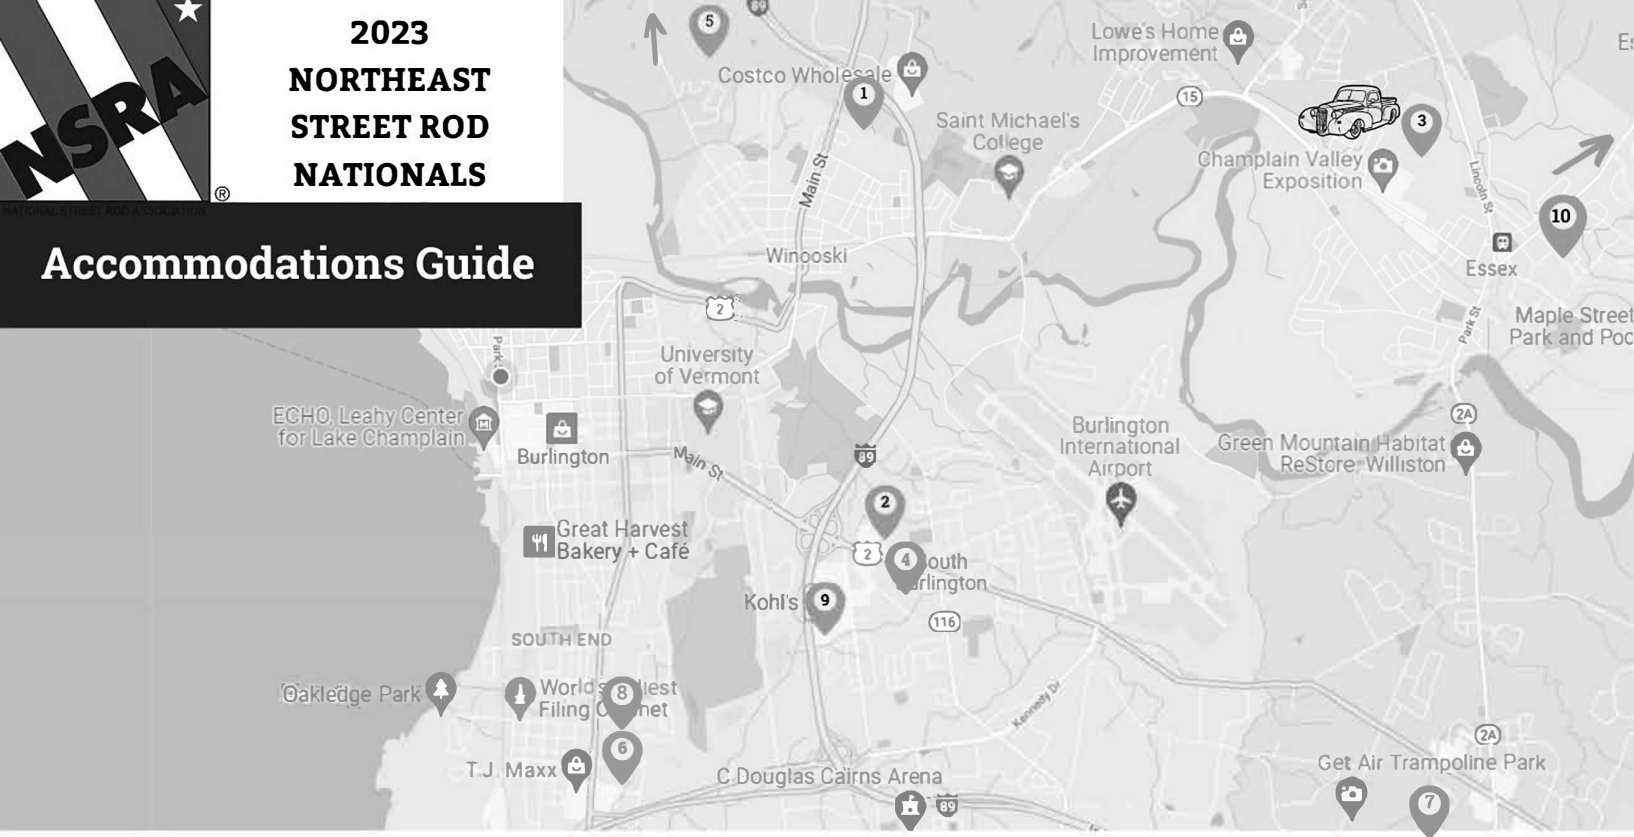 NSRA
®
NATIONAL STREET ROD ASSOCIATION
2023
NORTHEAST
STREET ROD
NATIONALS
Accommodations Guide
89
5
Costco Wholesale
1
Lowe's Home
Improvement
15
3
Saint Michael's
College
Champlain Valley
Exposition
Main St
Lincoln St
10
Winooski
Essex
2
Park St
Maple Street
Park and
University
of Vermont
Park
ECHO, Leahy Center
for Lake Champlain
Burlington
Main St
89
Burlington
International
Airport
2A
Green Mountain Habitat
ReStore, Williston
2
Great Harvest
Bakery + Café
2
4
Kohl's
9
116
SOUTH END
Oakledge Park
8
Filing
Kennedy Dr
6
T.J. Maxx
C Douglas Cairns Arena
89
2A
Get Air Trampoline Park
7